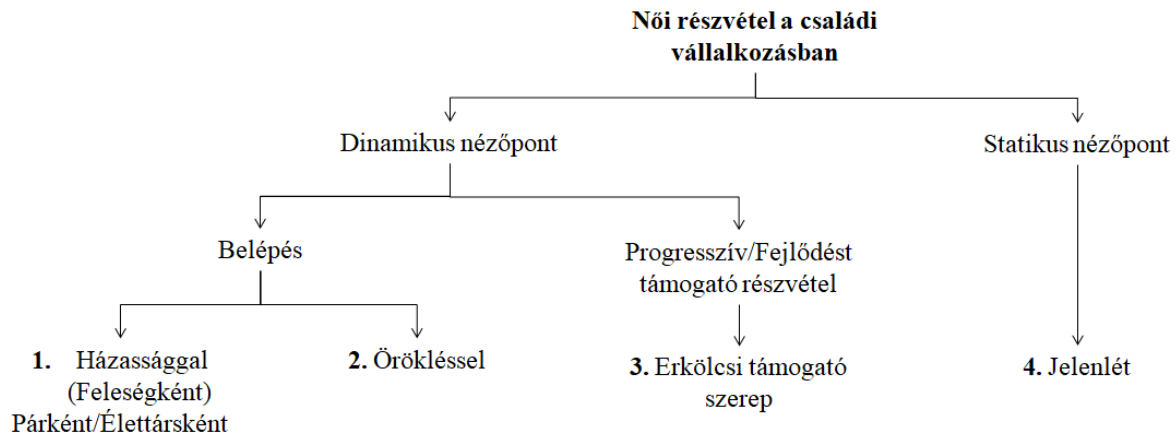 Női részvétel a családi
vállalkozásban
Dinamikus nézőpont
Statikus nézőpont
Belépés
Progresszív/Fejlődést
támogató részvétel
1. Házassággal
(Feleségként)
Párként/Élettársként
2. Örökléssel
3. Erkölcsi támogató
szerep
4. Jelenlét